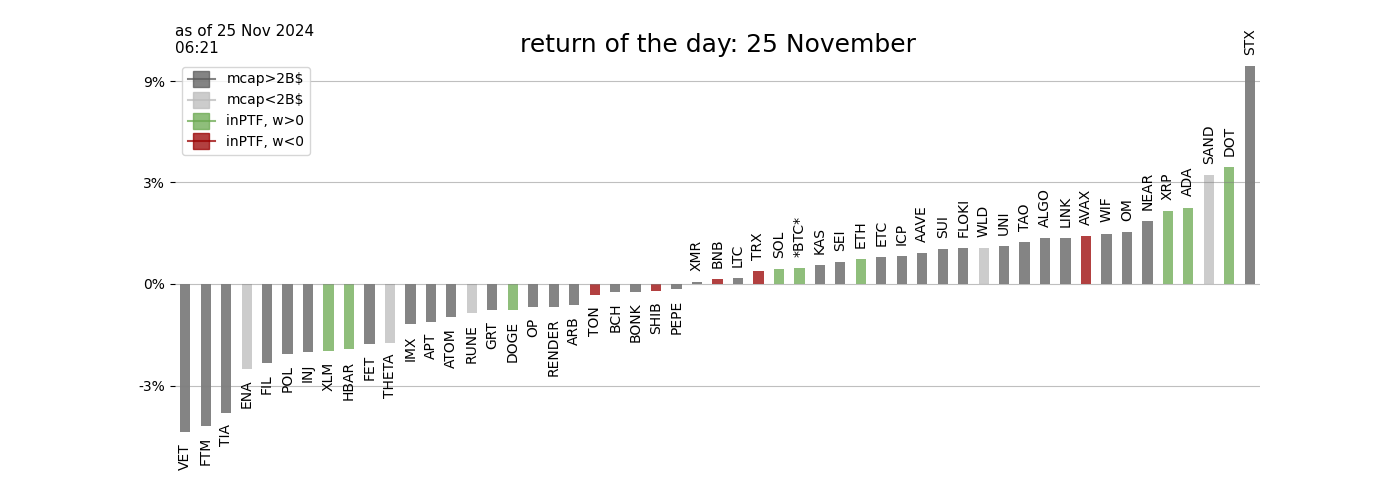 as of 25 Nov 2024
06:21
return of the day: 25 November
mcap>2B$
mcap<2B$
inPTF, w>0
inPTF, w<0
9%
3%
0%
-3%
VET
FTM
TIA
ENA
FIL
POL
INJ
XLM
HBAR
FET
THETA
IMX
APT
ATOM
RUNE
GRT
DOGE
OP
RENDER
ARB
TON
BCH
BONK
SHIB
PEPE
XMR
BNB
LTC
TRX
SOL
*BTC*
KAS
SEI
ETH
ETC
ICP
AAVE
SUI
FLOKI
WLD
UNI
TAO
ALGO
LINK
AVAX
WIF
OM
NEAR
XRP
ADA
SAND
DOT
STX